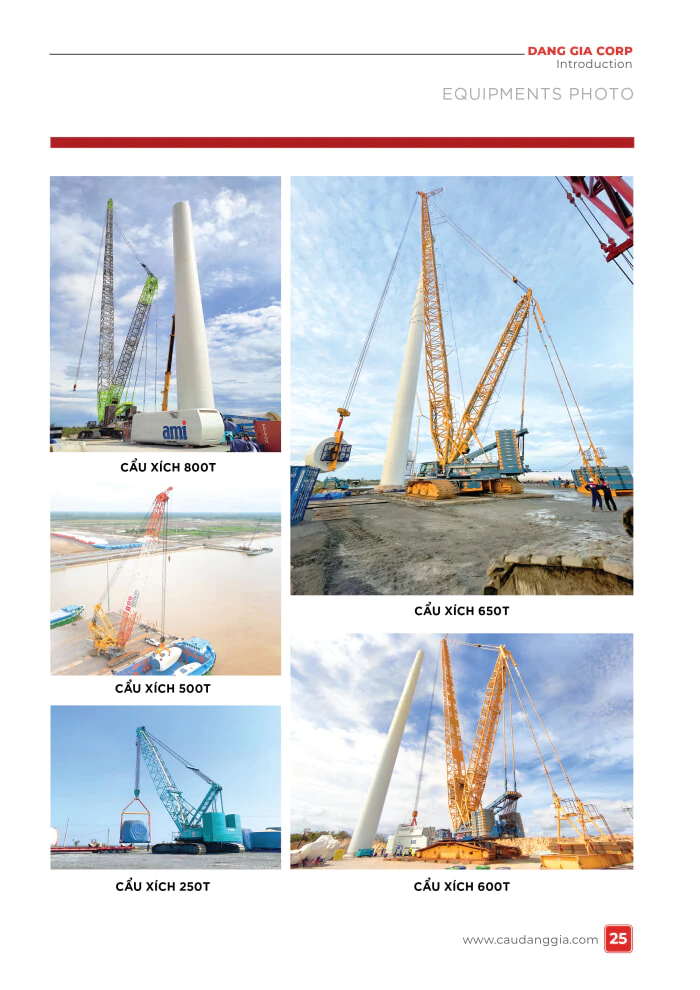 DANG GIA CORP
Introduction
EQUIPMENTS PHOTO
ami
CẨU XÍCH 800T
CẨU XÍCH 650T
CẨU XÍCH 500T
CẨU XÍCH 250T
CẨU XÍCH 600T
www.caudanggia.com 25